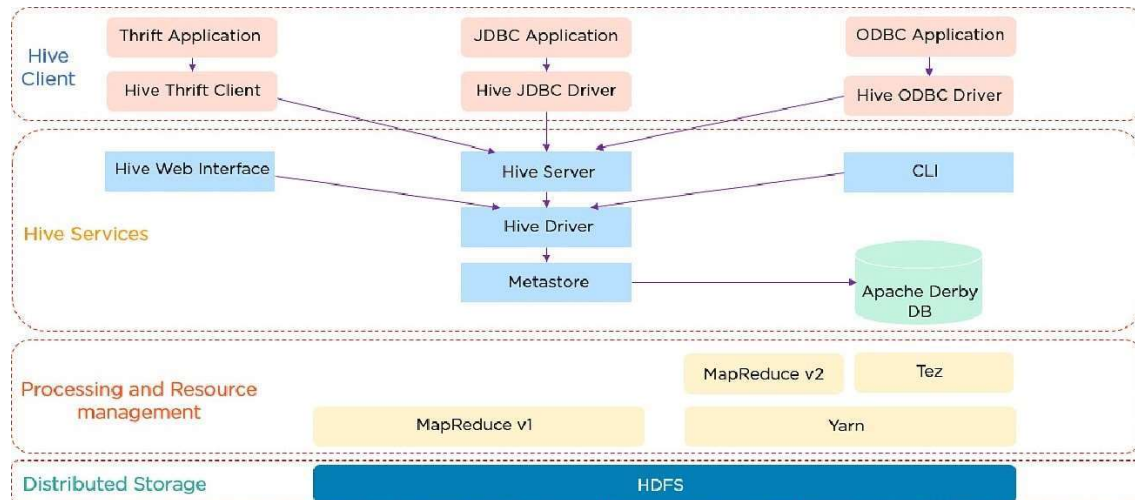 Thrift Application
JDBC Application
ODBC Application
Hive
Client
Hive Thrift Client
Hive JDBC Driver
Hive ODBC Driver
Hive Web Interface
Hive Server
CLI
Hive Services
Hive Driver
Metastore
Apache Derby
DB
Processing and Resource
management
MapReduce v2
Tez
MapReduce v1
Yarn
Distributed Storage
HDFS